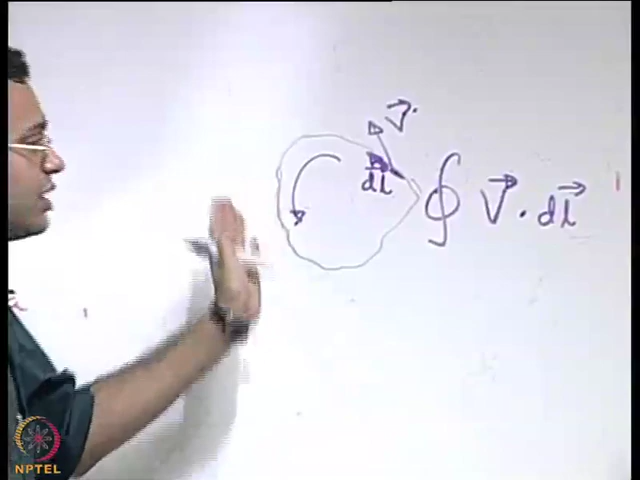 V⃗
dl⃗
∮ V⃗ · dl⃗
NPTEL